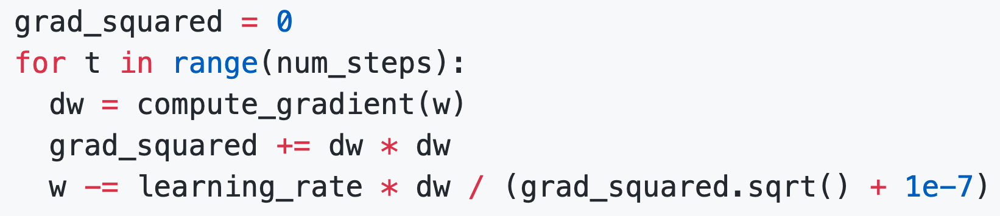 grad_squared = 0
for t in range(num_steps):
  dw = compute_gradient(w)
  grad_squared += dw * dw
  w -= learning_rate * dw / (grad_squared.sqrt() + 1e-7)